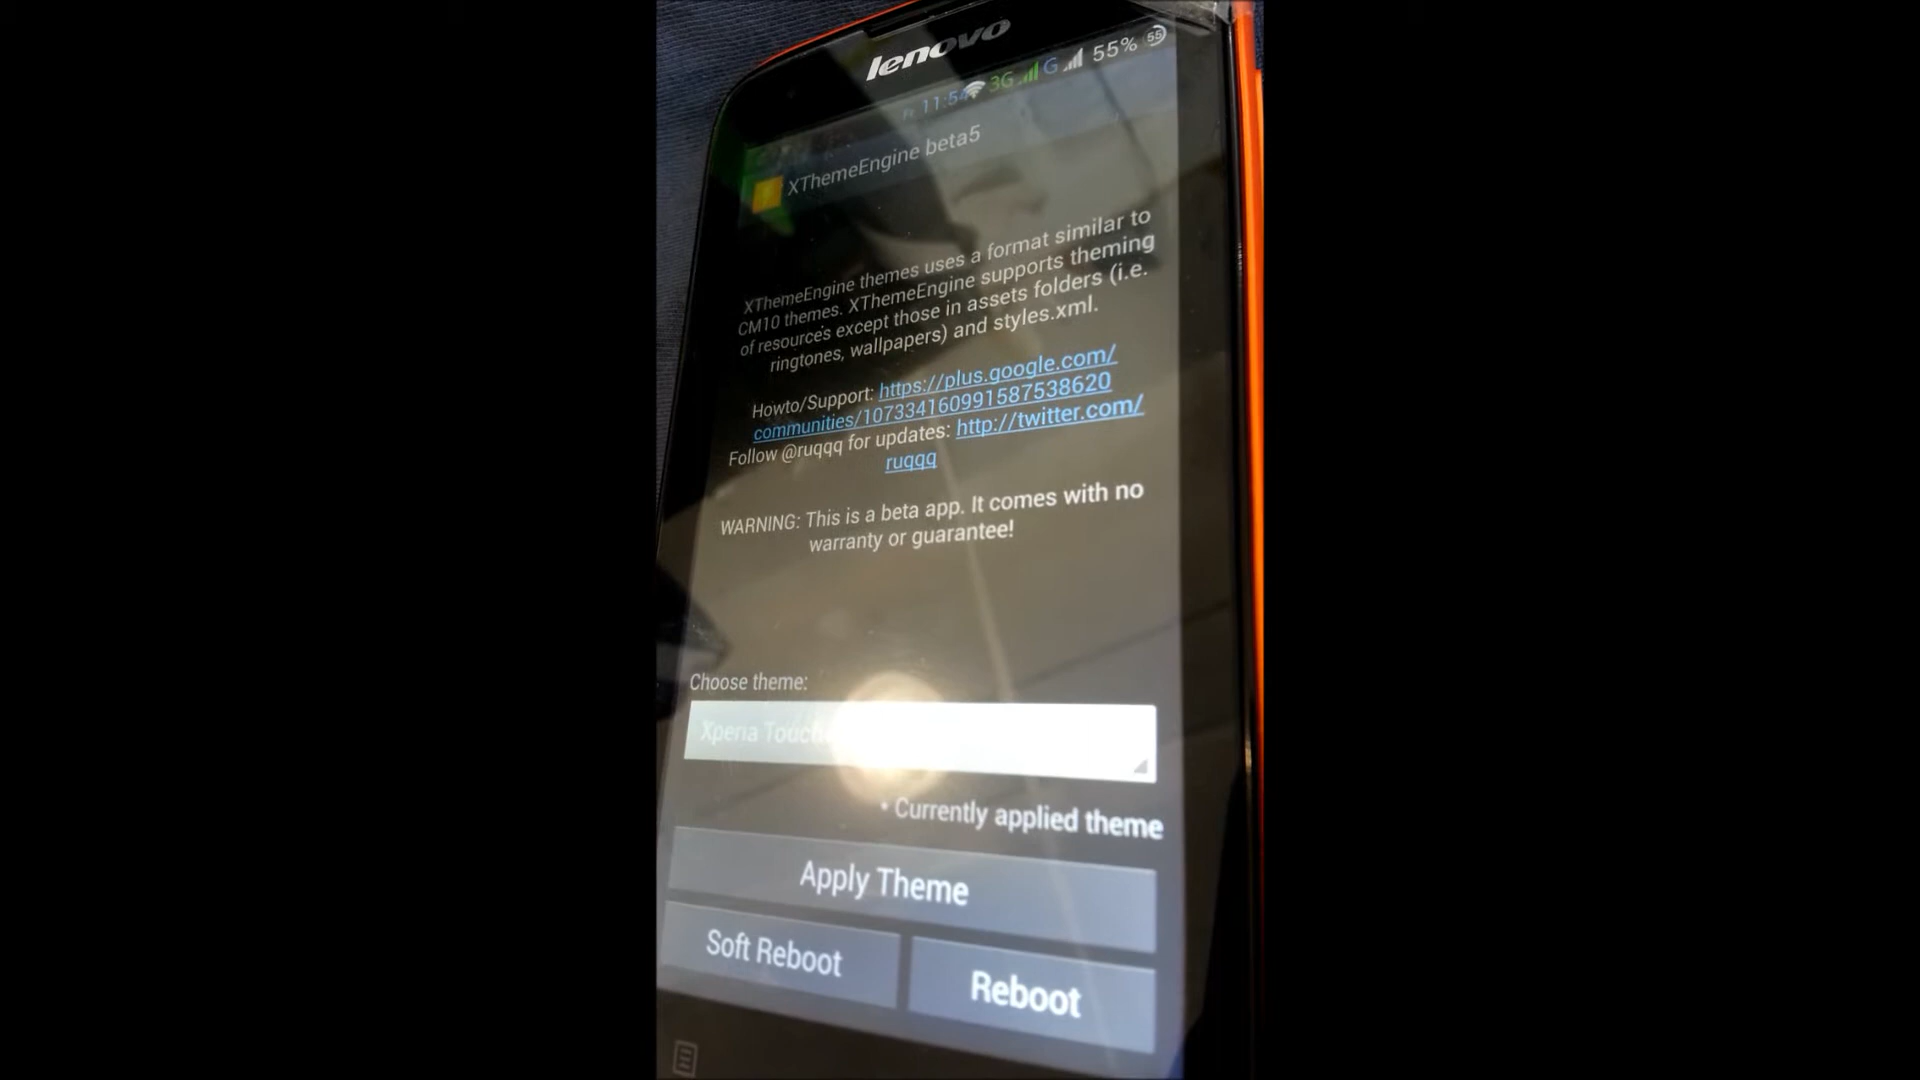 lenovo
11:54 3G G 55% 55
XThemeEngine beta5
XThemeEngine themes uses a format similar to
CM10 themes. XThemeEngine supports theming
of resources except those in assets folders (i.e.
ringtones, wallpapers) and styles.xml.
Howto/Support: https://plus.google.com/
communities/107334160991587538620
Follow @ruqqq for updates: http://twitter.com/
ruqqq
WARNING: This is a beta app. It comes with no
warranty or guarantee!
Choose theme:
Xperia Touch
* Currently applied theme
Apply Theme
Soft Reboot
Reboot